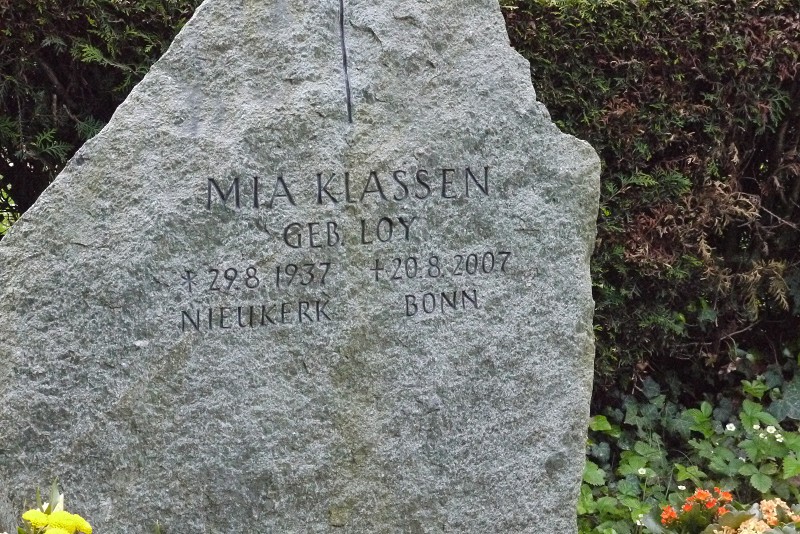 MIA KLASSEN
GEB. LOY
* 29.8.1937 † 20.8.2007
NIEUKERK BONN